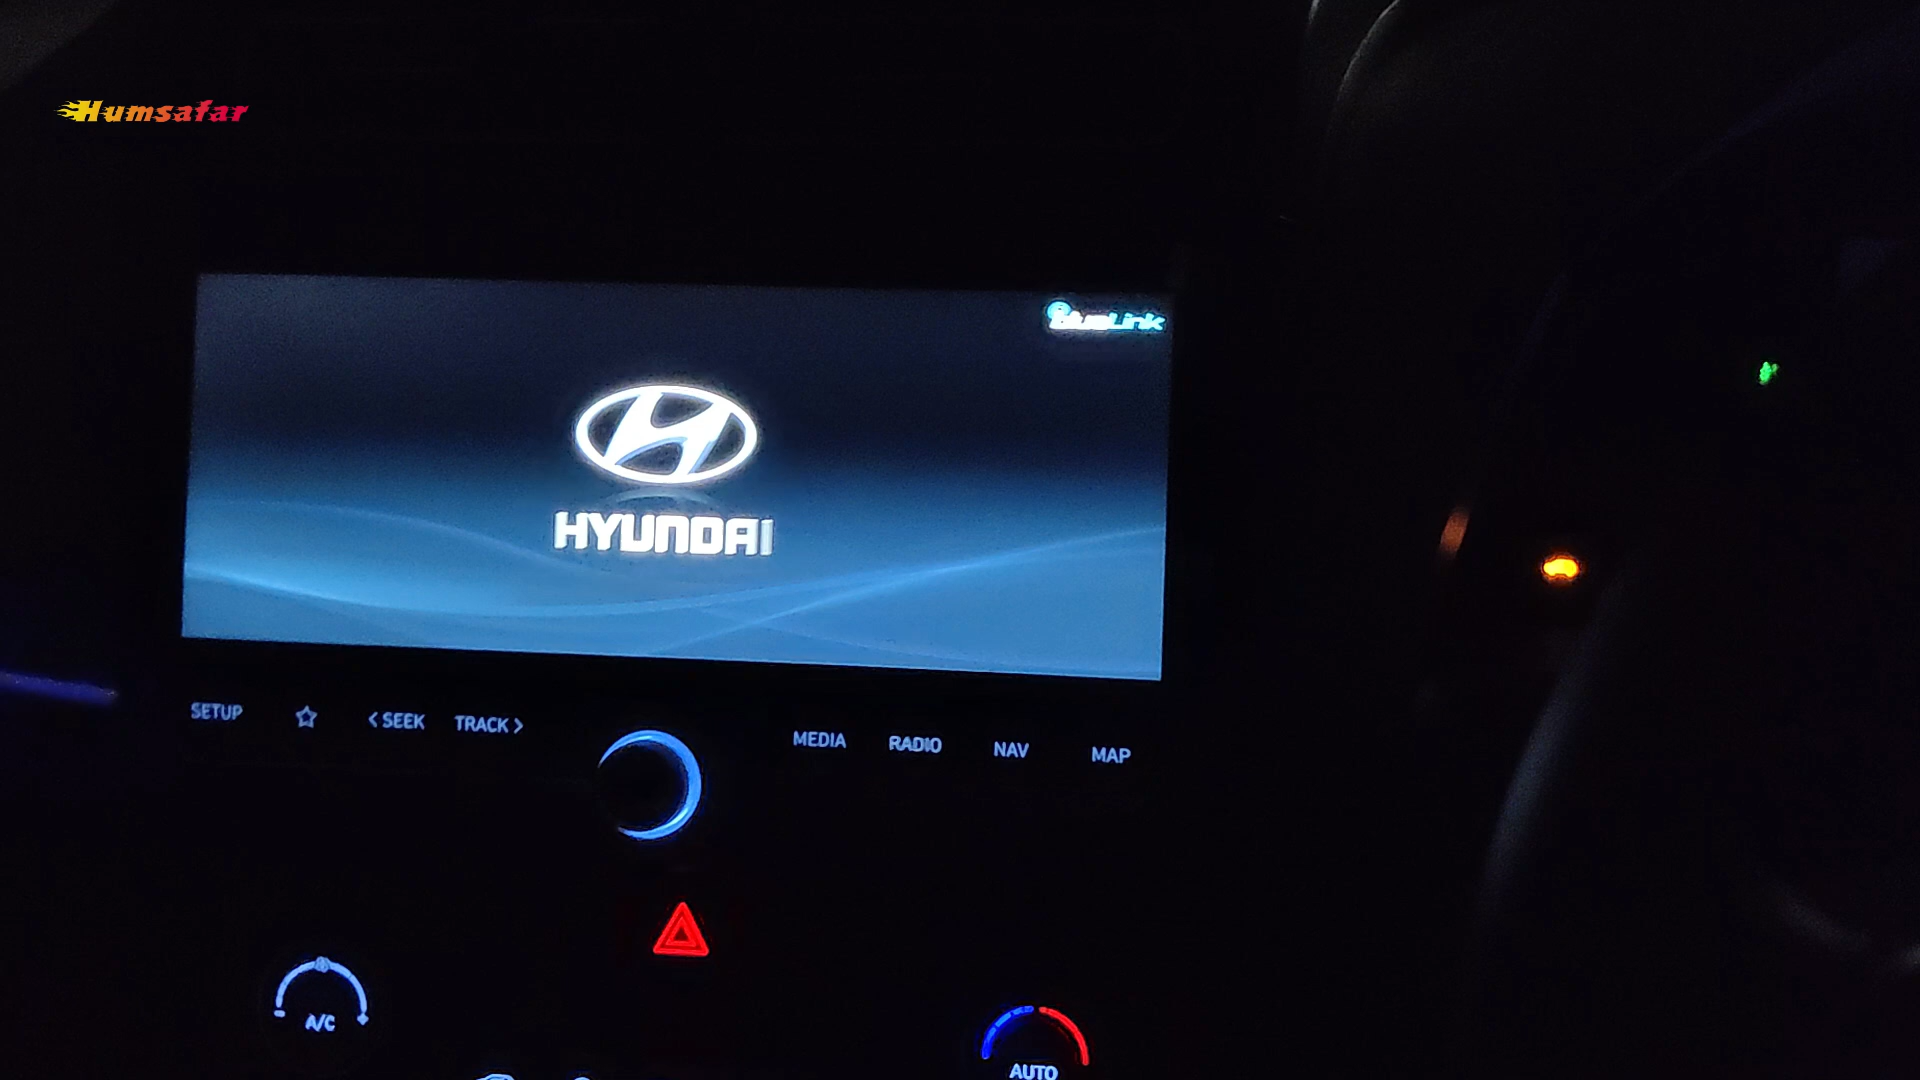 Humsafar
BlueLink
HYUNDAI
SETUP
< SEEK
TRACK >
MEDIA
RADIO
NAV
MAP
A/C
AUTO